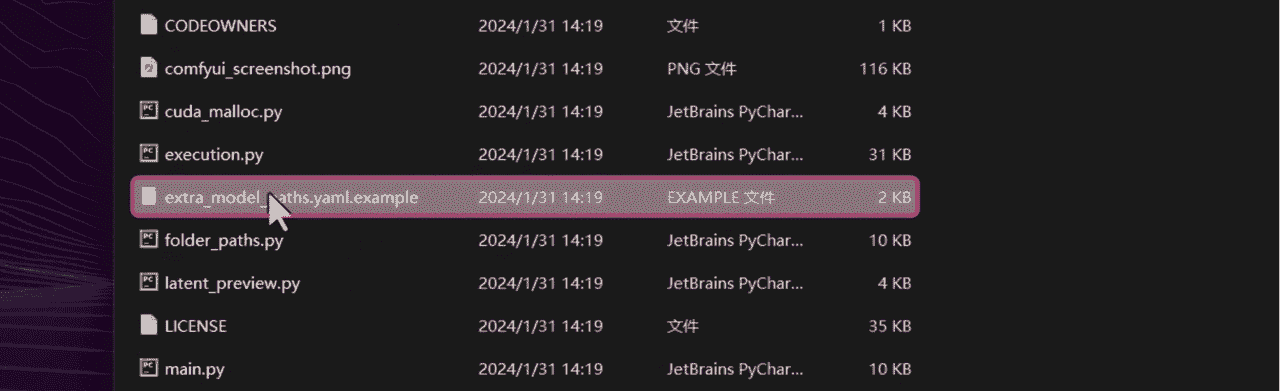 CODEOWNERS 2024/1/31 14:19 文件 1 KB
comfyui_screenshot.png 2024/1/31 14:19 PNG 文件 116 KB
cuda_malloc.py 2024/1/31 14:19 JetBrains PyChar... 4 KB
execution.py 2024/1/31 14:19 JetBrains PyChar... 31 KB
extra_model_paths.yaml.example 2024/1/31 14:19 EXAMPLE 文件 2 KB
folder_paths.py 2024/1/31 14:19 JetBrains PyChar... 10 KB
latent_preview.py 2024/1/31 14:19 JetBrains PyChar... 4 KB
LICENSE 2024/1/31 14:19 文件 35 KB
main.py 2024/1/31 14:19 JetBrains PyChar... 10 KB